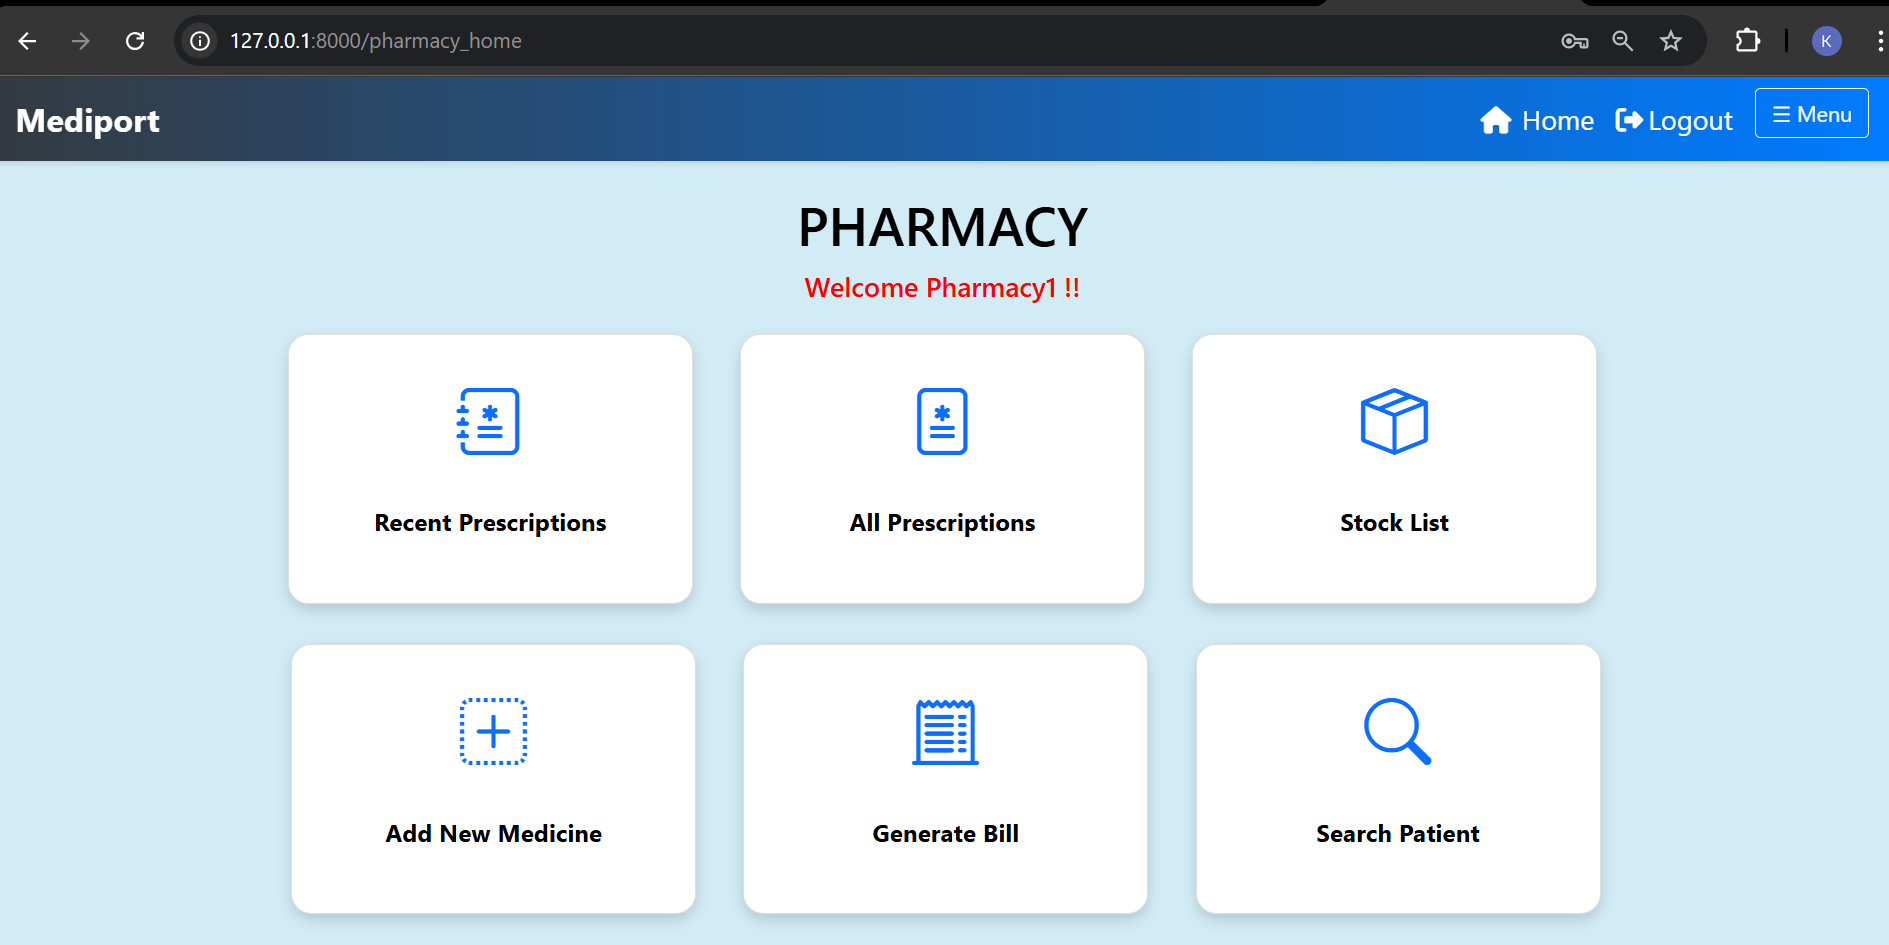 127.0.0.1:8000/pharmacy_home
K
Mediport
Home Logout ☰ Menu
PHARMACY
Welcome Pharmacy1 !!
Recent Prescriptions
All Prescriptions
Stock List
Add New Medicine
Generate Bill
Search Patient